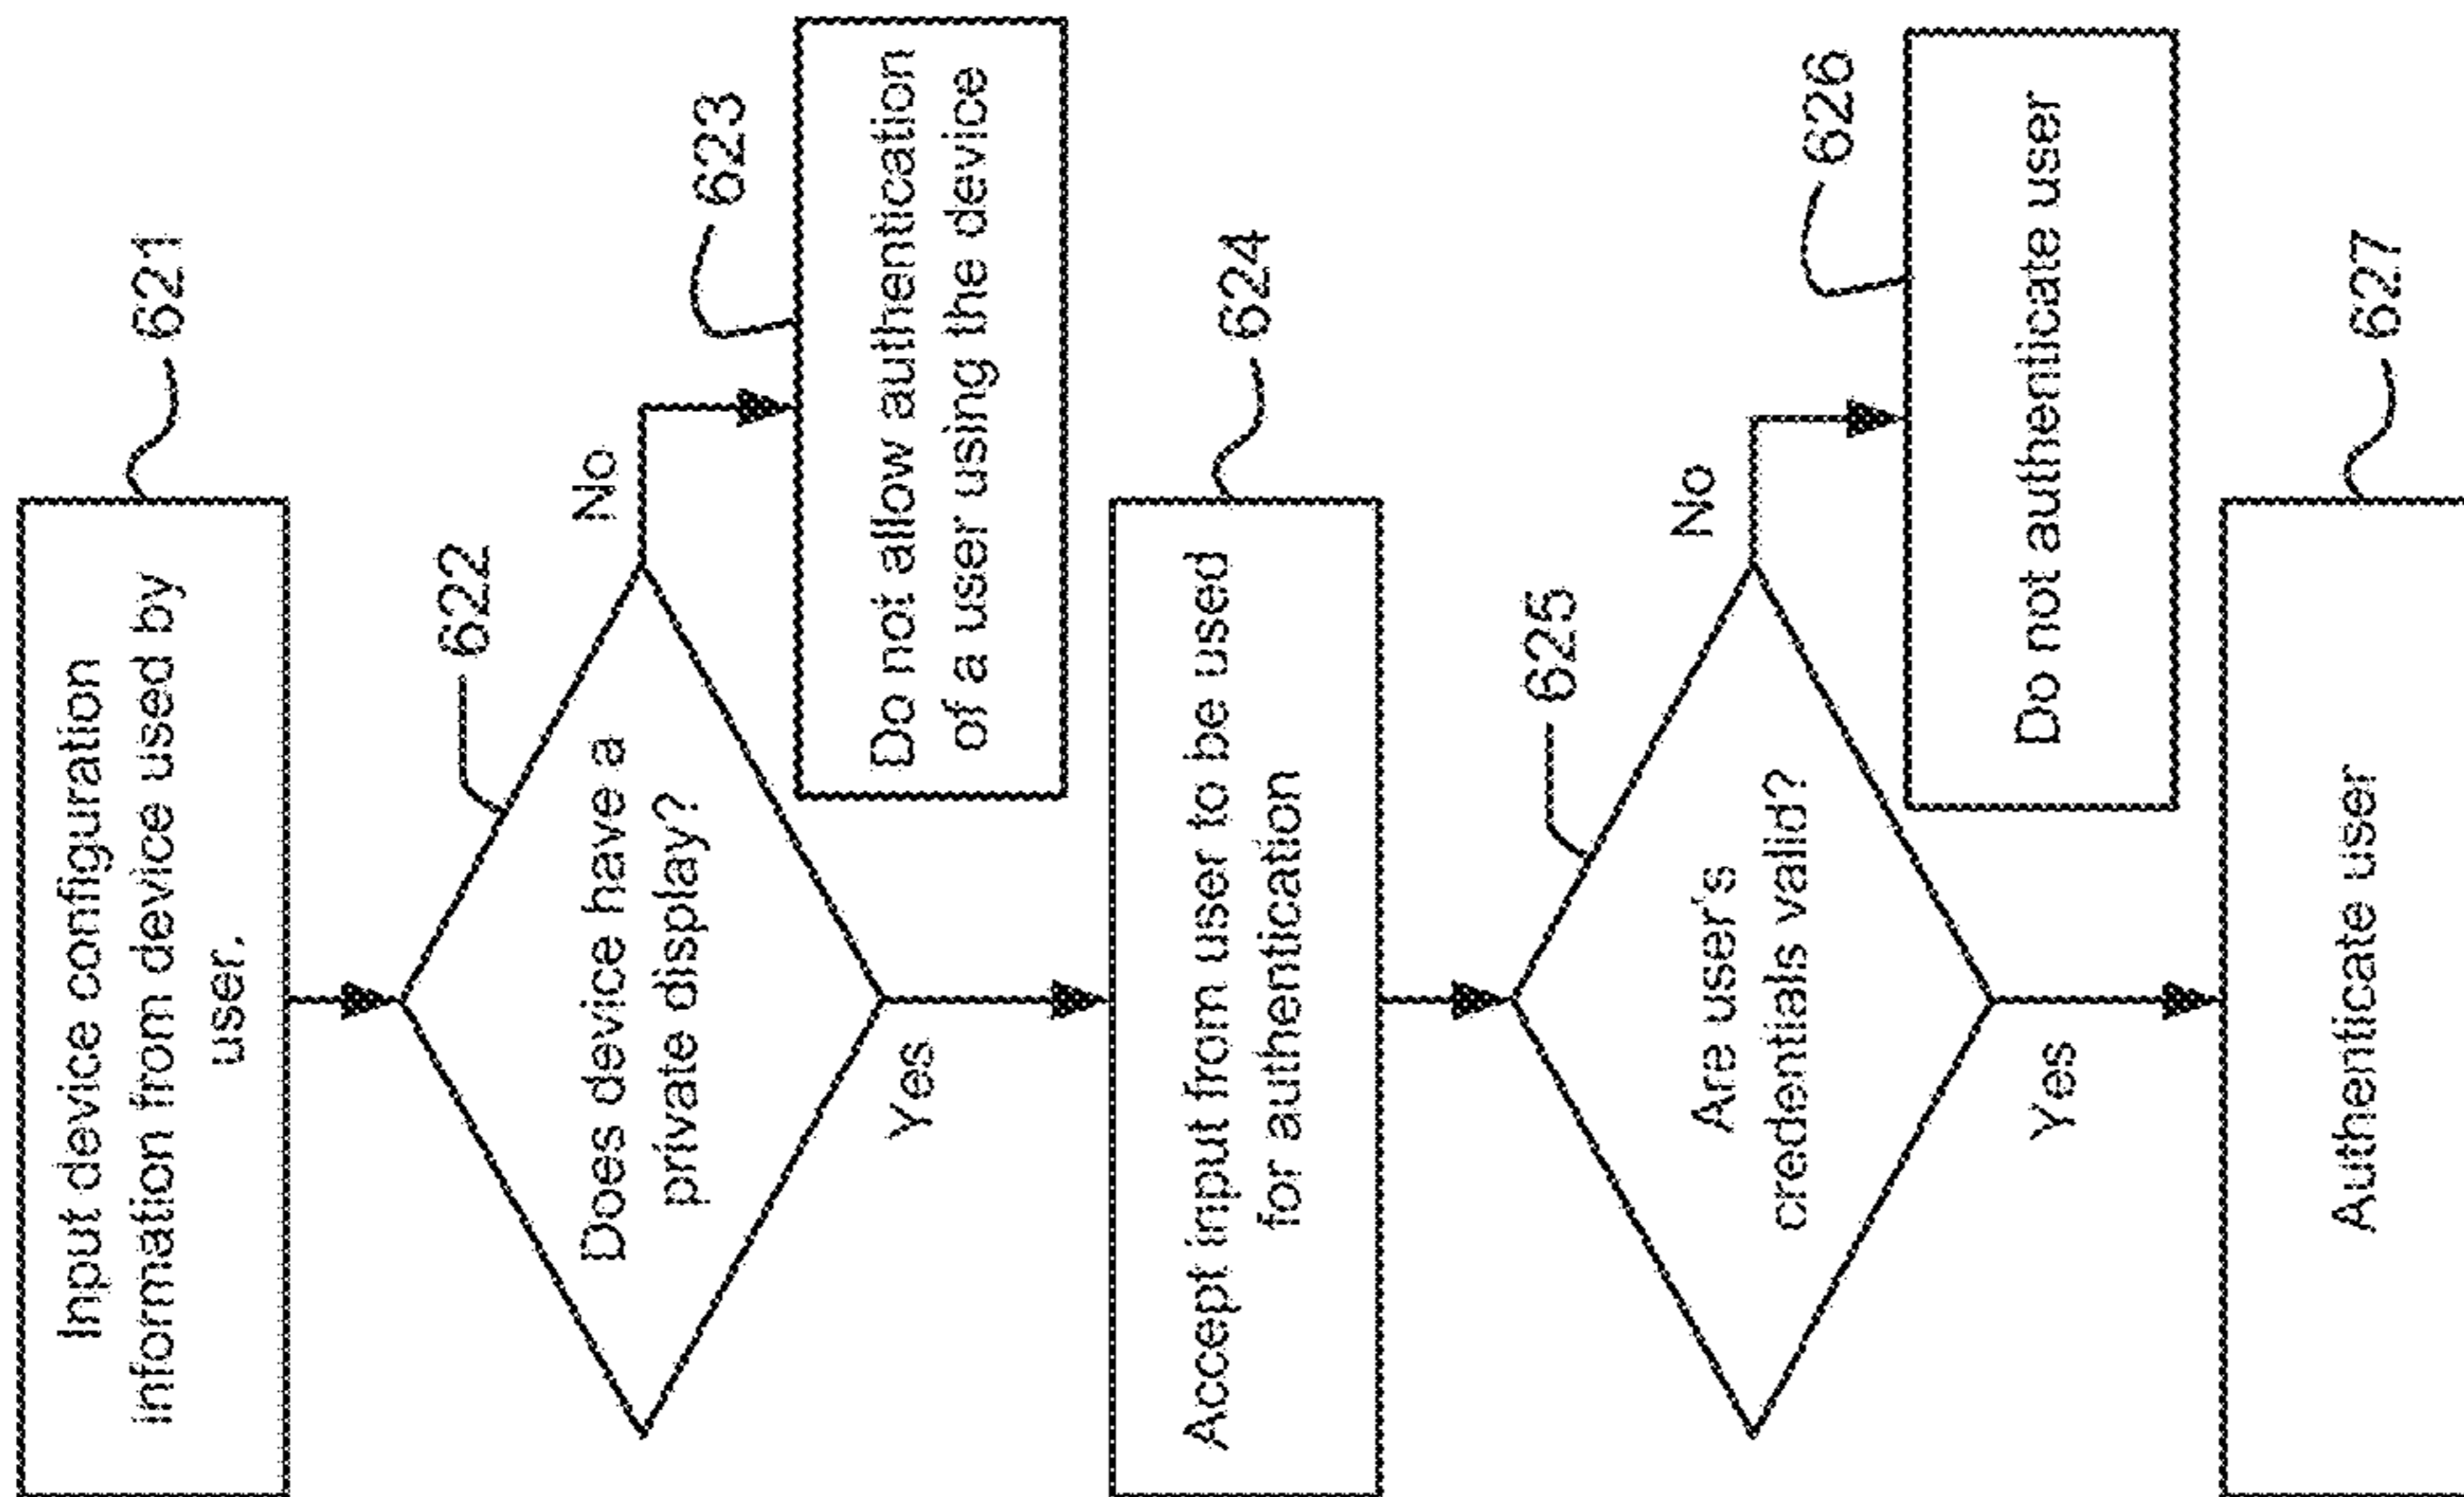 Input device configuration
information from device used by
user.
621
622
Does device have a
private display?
No
623
Do not allow authentication
of a user using the device
Yes
624
Accept input from user to be used
for authentication
625
Are user's
credentials valid?
No
626
Do not authenticate user
Yes
627
Authenticate user